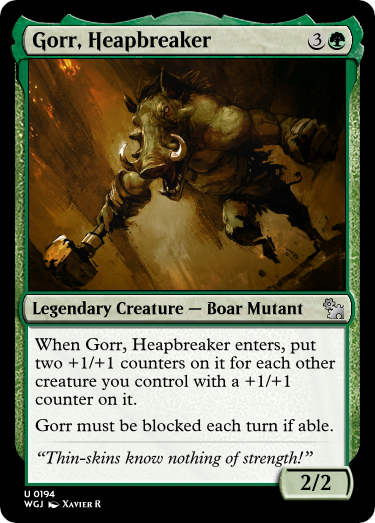 Gorr, Heapbreaker 3
Legendary Creature — Boar Mutant
When Gorr, Heapbreaker enters, put
two +1/+1 counters on it for each other
creature you control with a +1/+1
counter on it.
Gorr must be blocked each turn if able.
“Thin-skins know nothing of strength!”
2/2
U 0194
WGJ Xavier R